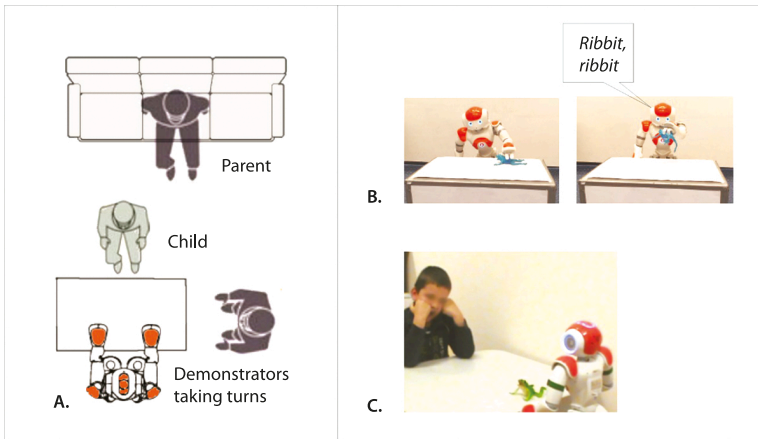 Parent
Child
Demonstrators
taking turns
A.
Ribbit,
ribbit
B.
C.